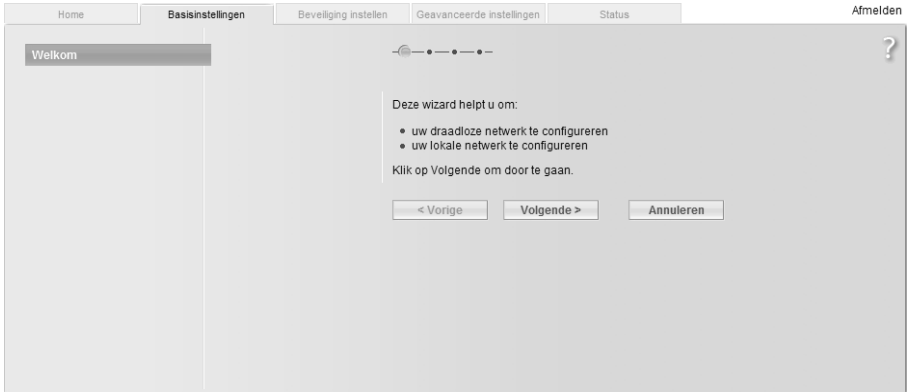 Home Basisinstellingen Beveiliging instellen Geavanceerde instellingen Status Afmelden
Welkom
?
Deze wizard helpt u om:
• uw draadloze netwerk te configureren
• uw lokale netwerk te configureren
Klik op Volgende om door te gaan.
< Vorige Volgende > Annuleren